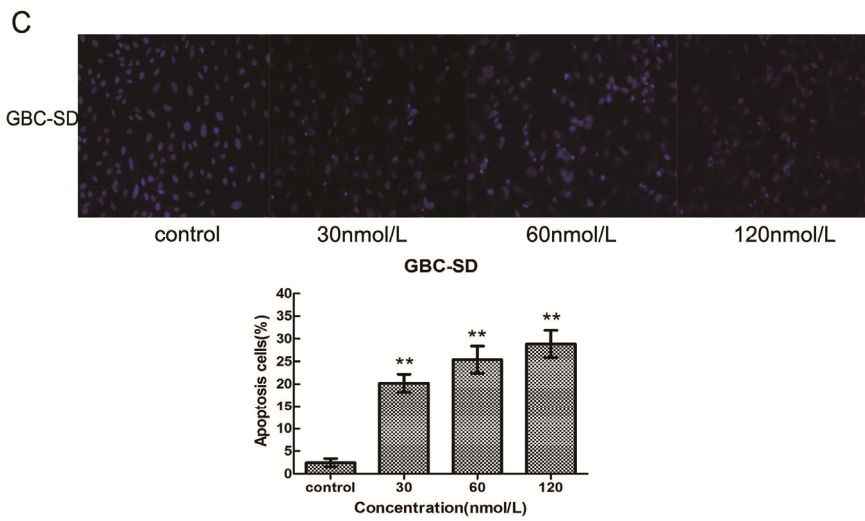 C
GBC-SD
control 30nmol/L 60nmol/L 120nmol/L
GBC-SD
40
35
30
25
20
15
10
5
0
Apoptosis cells(%)
** ** **
control 30 60 120
Concentration(nmol/L)